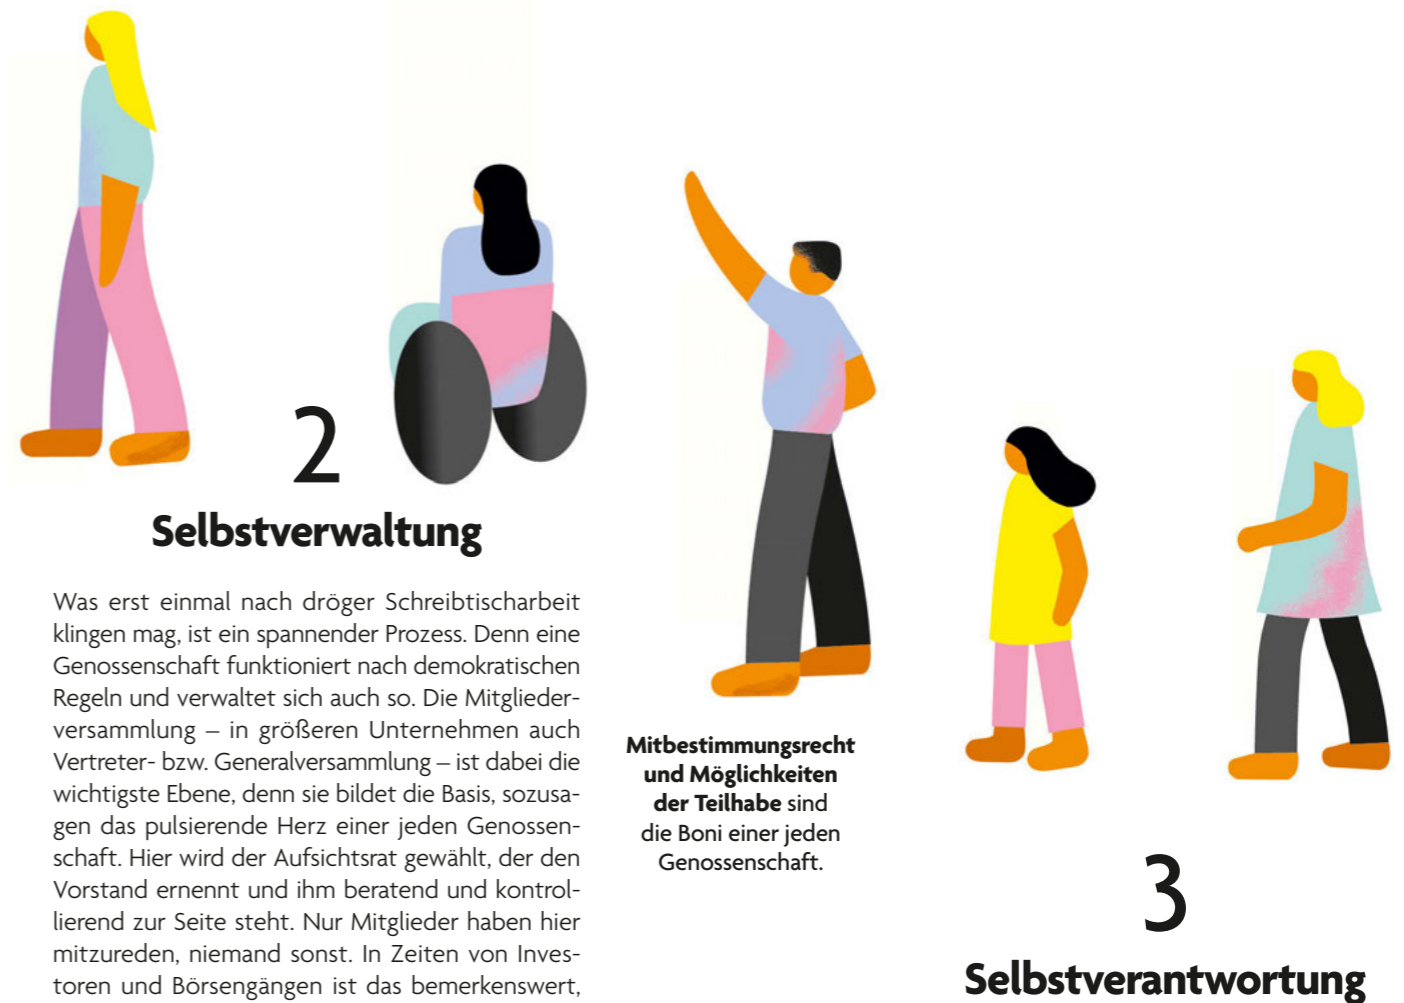 2
Selbstverwaltung
Was erst einmal nach dröger Schreibtischarbeit
klingen mag, ist ein spannender Prozess. Denn eine
Genossenschaft funktioniert nach demokratischen
Regeln und verwaltet sich auch so. Die Mitglieder-
versammlung – in größeren Unternehmen auch
Vertreter- bzw. Generalversammlung – ist dabei die
wichtigste Ebene, denn sie bildet die Basis, sozusa-
gen das pulsierende Herz einer jeden Genossen-
schaft. Hier wird der Aufsichtsrat gewählt, der den
Vorstand ernennt und ihm beratend und kontrol-
lierend zur Seite steht. Nur Mitglieder haben hier
mitzureden, niemand sonst. In Zeiten von Inves-
toren und Börsengängen ist das bemerkenswert,
Mitbestimmungsrecht
und Möglichkeiten
der Teilhabe sind
die Boni einer jeden
Genossenschaft.
3
Selbstverantwortung